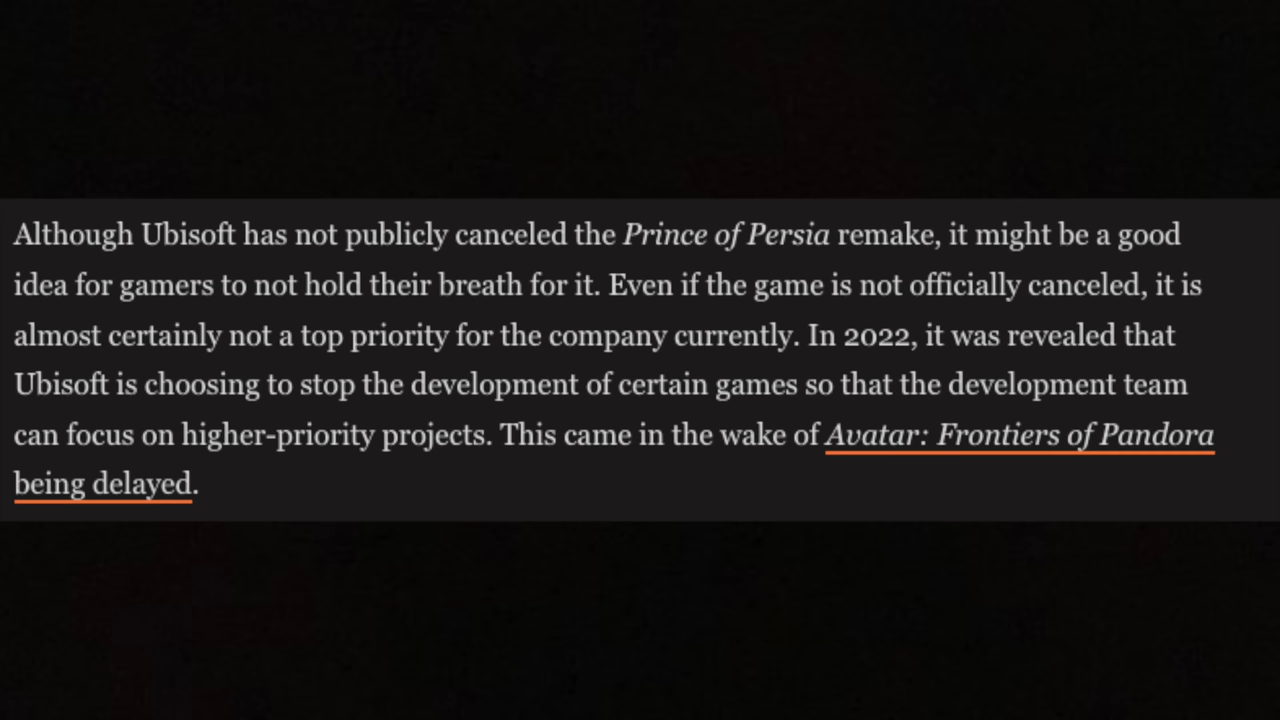 Although Ubisoft has not publicly canceled the Prince of Persia remake, it might be a good
idea for gamers to not hold their breath for it. Even if the game is not officially canceled, it is
almost certainly not a top priority for the company currently. In 2022, it was revealed that
Ubisoft is choosing to stop the development of certain games so that the development team
can focus on higher-priority projects. This came in the wake of Avatar: Frontiers of Pandora
being delayed.